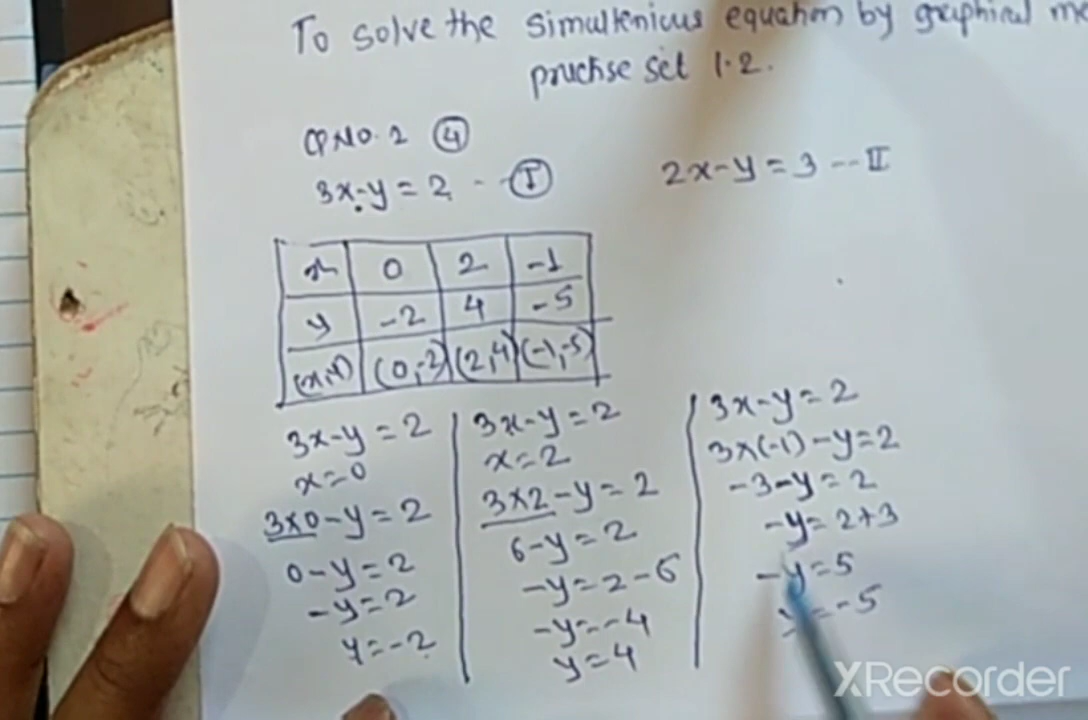 To solve the simultenicus equation by graphical
pructise set 1.2.
QNO. 2 ④
3x-y=2 -- Ⓘ 2x-y=3 -- II
x 0 2 -1
y -2 4 -5
(x,y) (0,-2) (2,4) (-1,-5)
3x-y=2
x=0
3x0-y=2
0-y=2
-y=2
y=-2
3x-y=2
x=2
3x2-y=2
6-y=2
-y=2-6
-y=-4
y=4
3x-y=2
3x(-1)-y=2
-3-y=2
-y=2+3
-y=5
y=-5
XRecorder